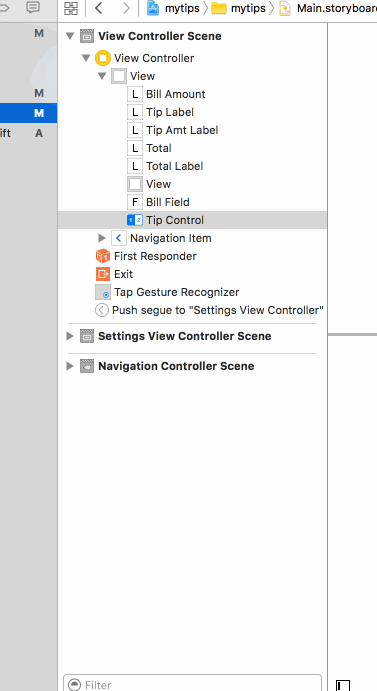 mytips mytips Main.storyboard
M
View Controller Scene
View Controller
View
M
L Bill Amount
M
L Tip Label
ift A
L Tip Amt Label
L Total
L Total Label
View
F Bill Field
1 2 Tip Control
Navigation Item
First Responder
Exit
Tap Gesture Recognizer
Push segue to "Settings View Controller"
Settings View Controller Scene
Navigation Controller Scene
Filter